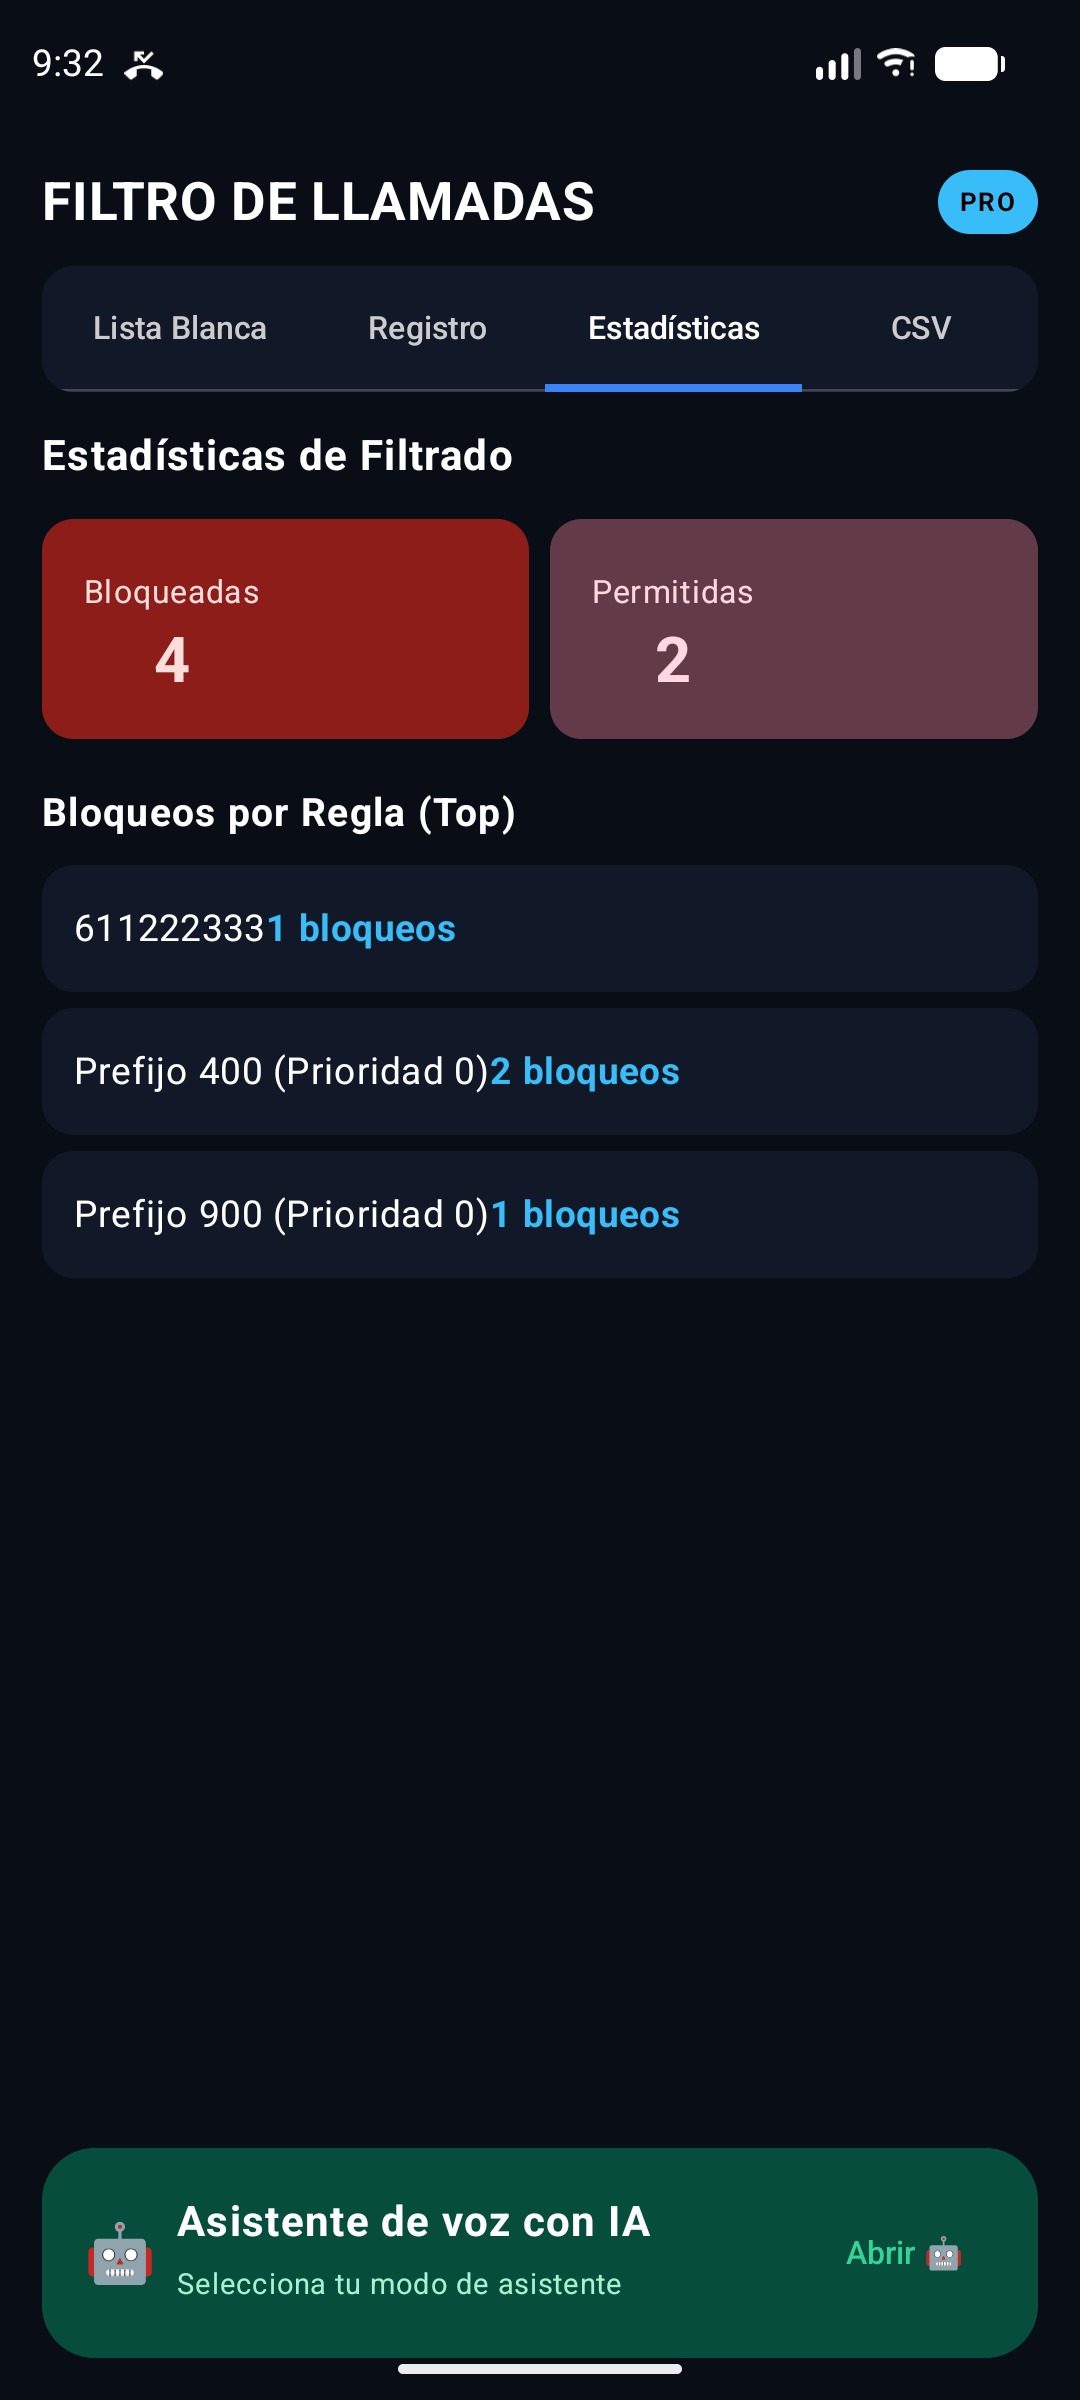 9:32
FILTRO DE LLAMADAS
PRO
Lista Blanca
Registro
Estadísticas
CSV
Estadísticas de Filtrado
Bloqueadas
4
Permitidas
2
Bloqueos por Regla (Top)
6112223331 bloqueos
Prefijo 400 (Prioridad 0)2 bloqueos
Prefijo 900 (Prioridad 0)1 bloqueos
Asistente de voz con IA
Selecciona tu modo de asistente
Abrir 🤖